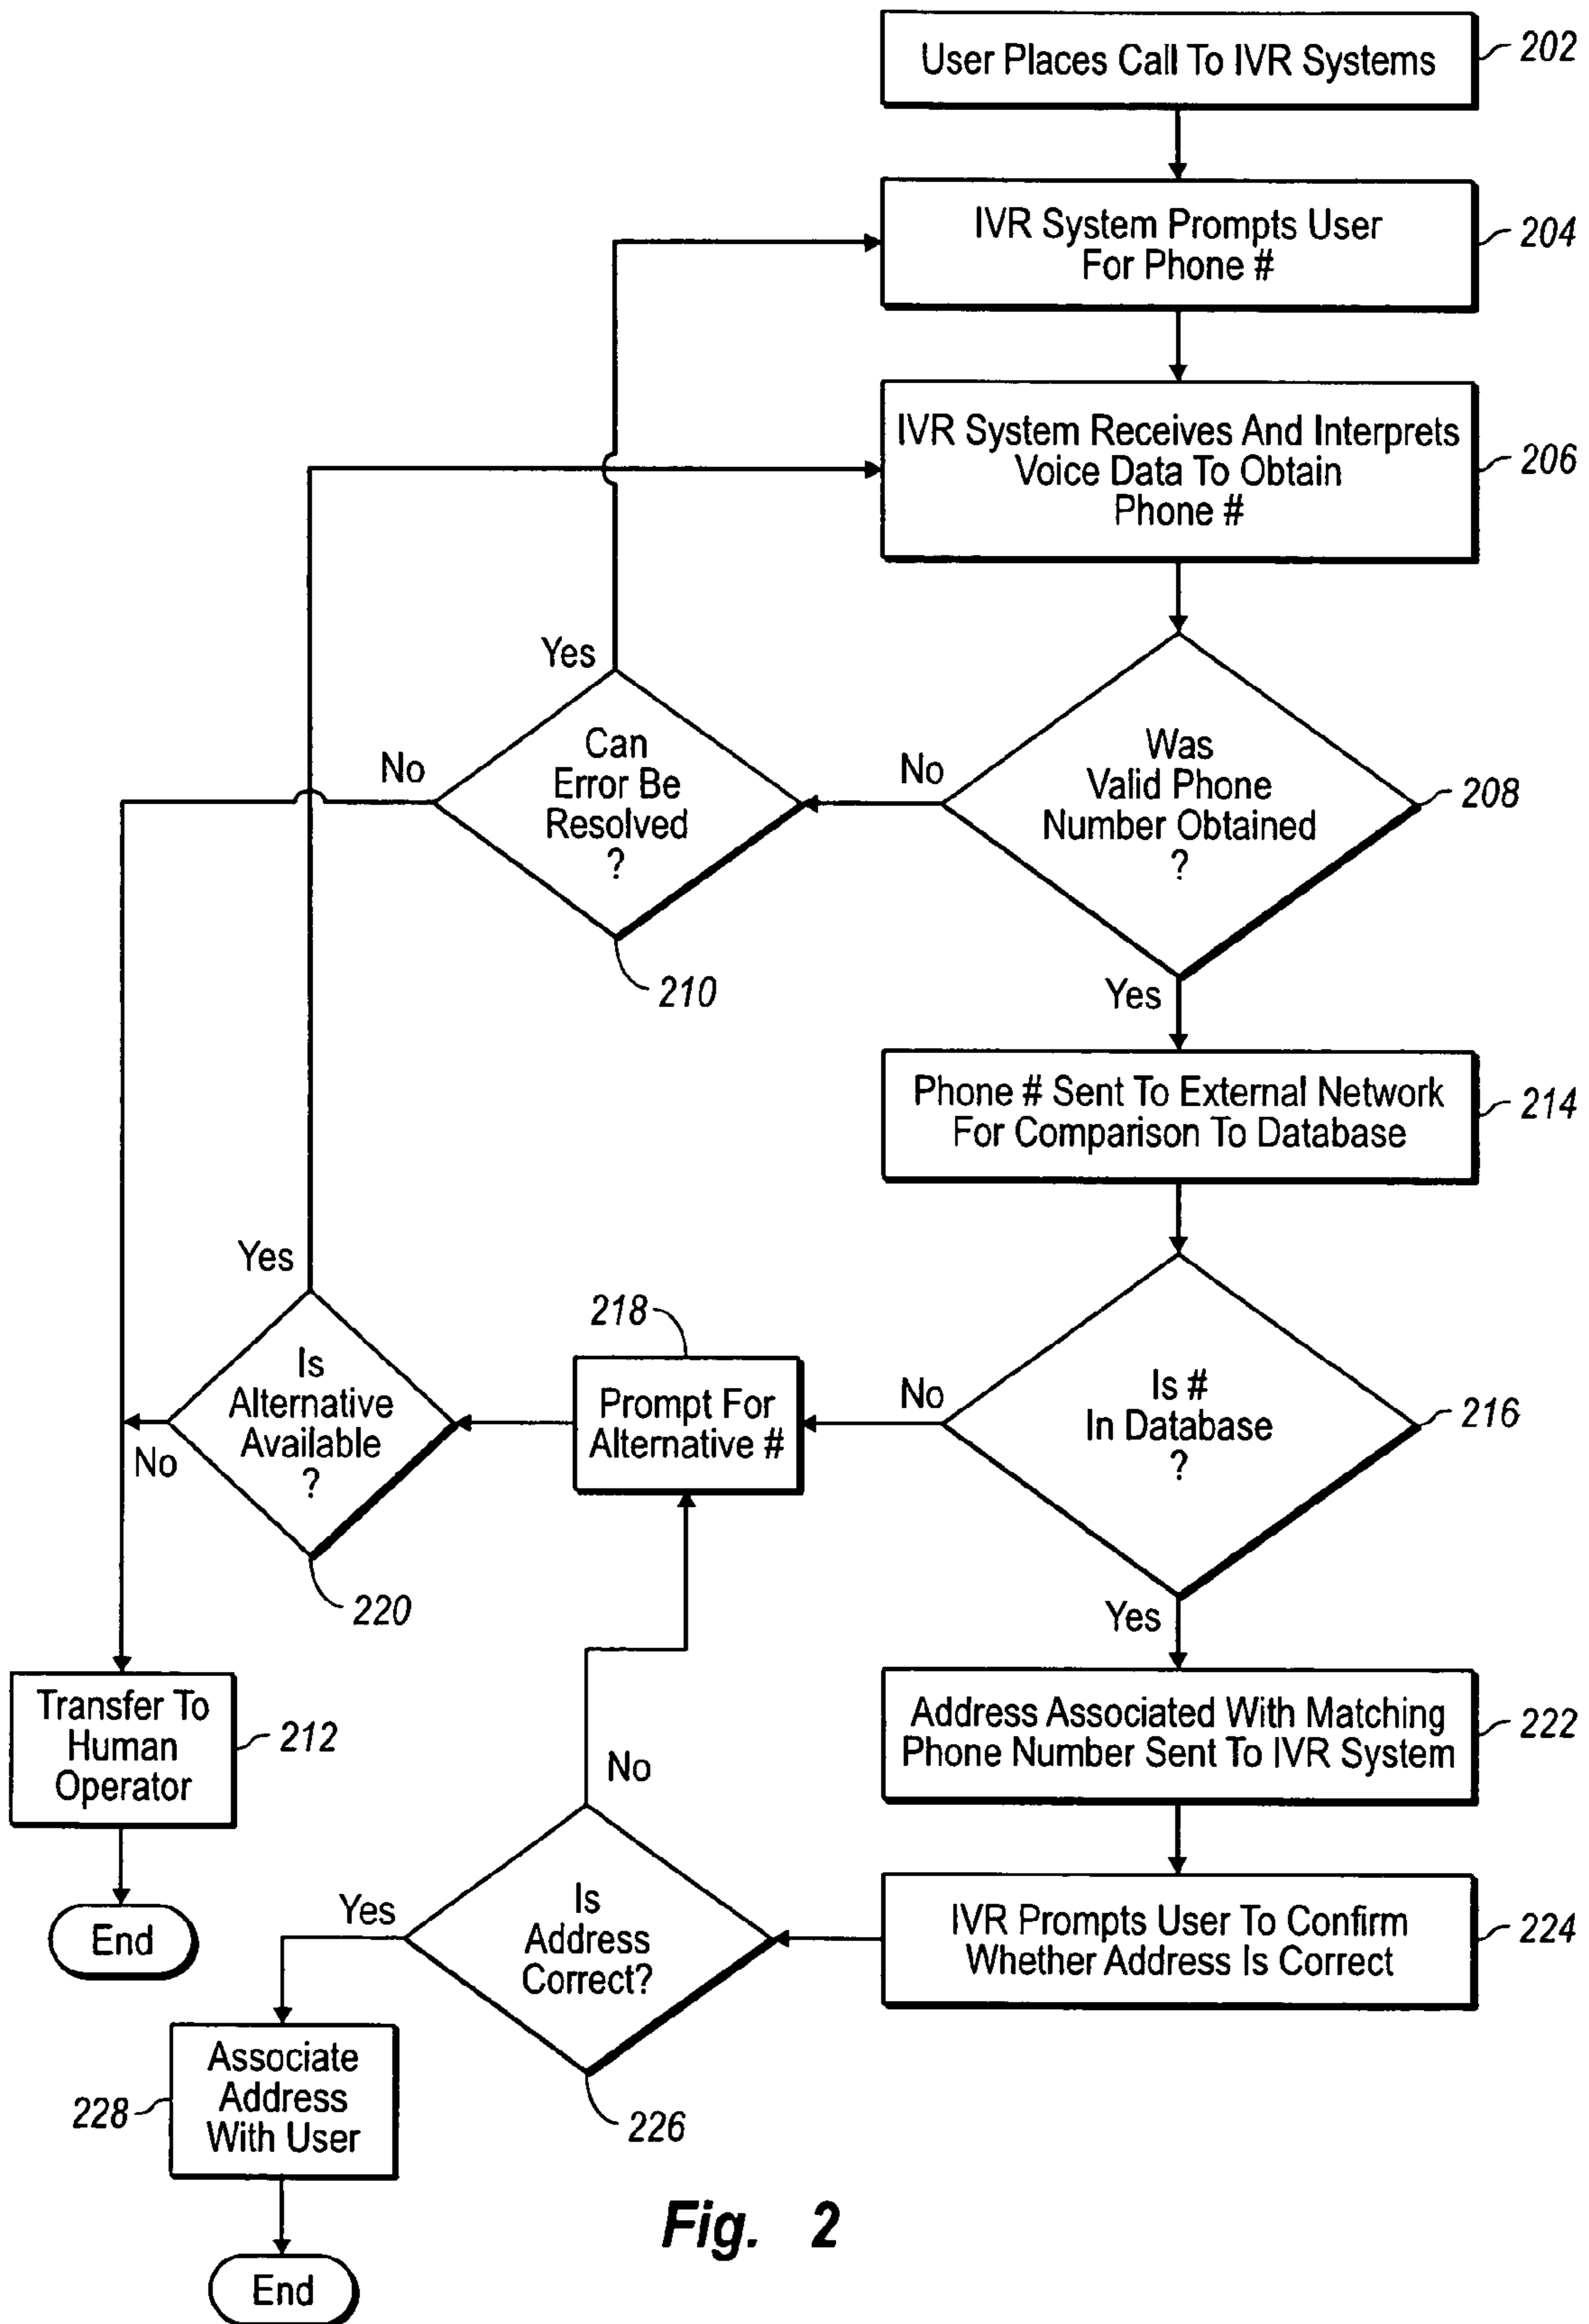 User Places Call To IVR Systems
202
IVR System Prompts User
For Phone #
204
IVR System Receives And Interprets
Voice Data To Obtain
Phone #
206
Yes
Can
Error Be
Resolved
?
No
210
No
Was
Valid Phone
Number Obtained
?
208
Yes
Phone # Sent To External Network
For Comparison To Database
214
Yes
Is
Alternative
Available
?
No
220
218
Prompt For
Alternative #
No
Is #
In Database
?
216
Yes
Transfer To
Human
Operator
212
End
Address Associated With Matching
Phone Number Sent To IVR System
222
No
Yes
Is
Address
Correct?
226
IVR Prompts User To Confirm
Whether Address Is Correct
224
Associate
Address
With User
228
End
Fig. 2